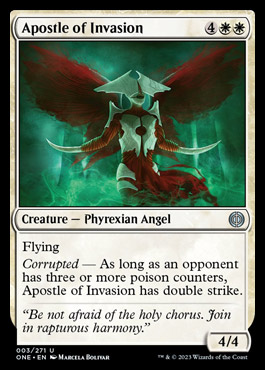 Apostle of Invasion 4
Creature — Phyrexian Angel
Flying
Corrupted — As long as an opponent
has three or more poison counters,
Apostle of Invasion has double strike.
“Be not afraid of the holy chorus. Join
in rapturous harmony.”
4/4
003/271 U
ONE • EN Marcela Bolívar
™ & © 2023 Wizards of the Coast